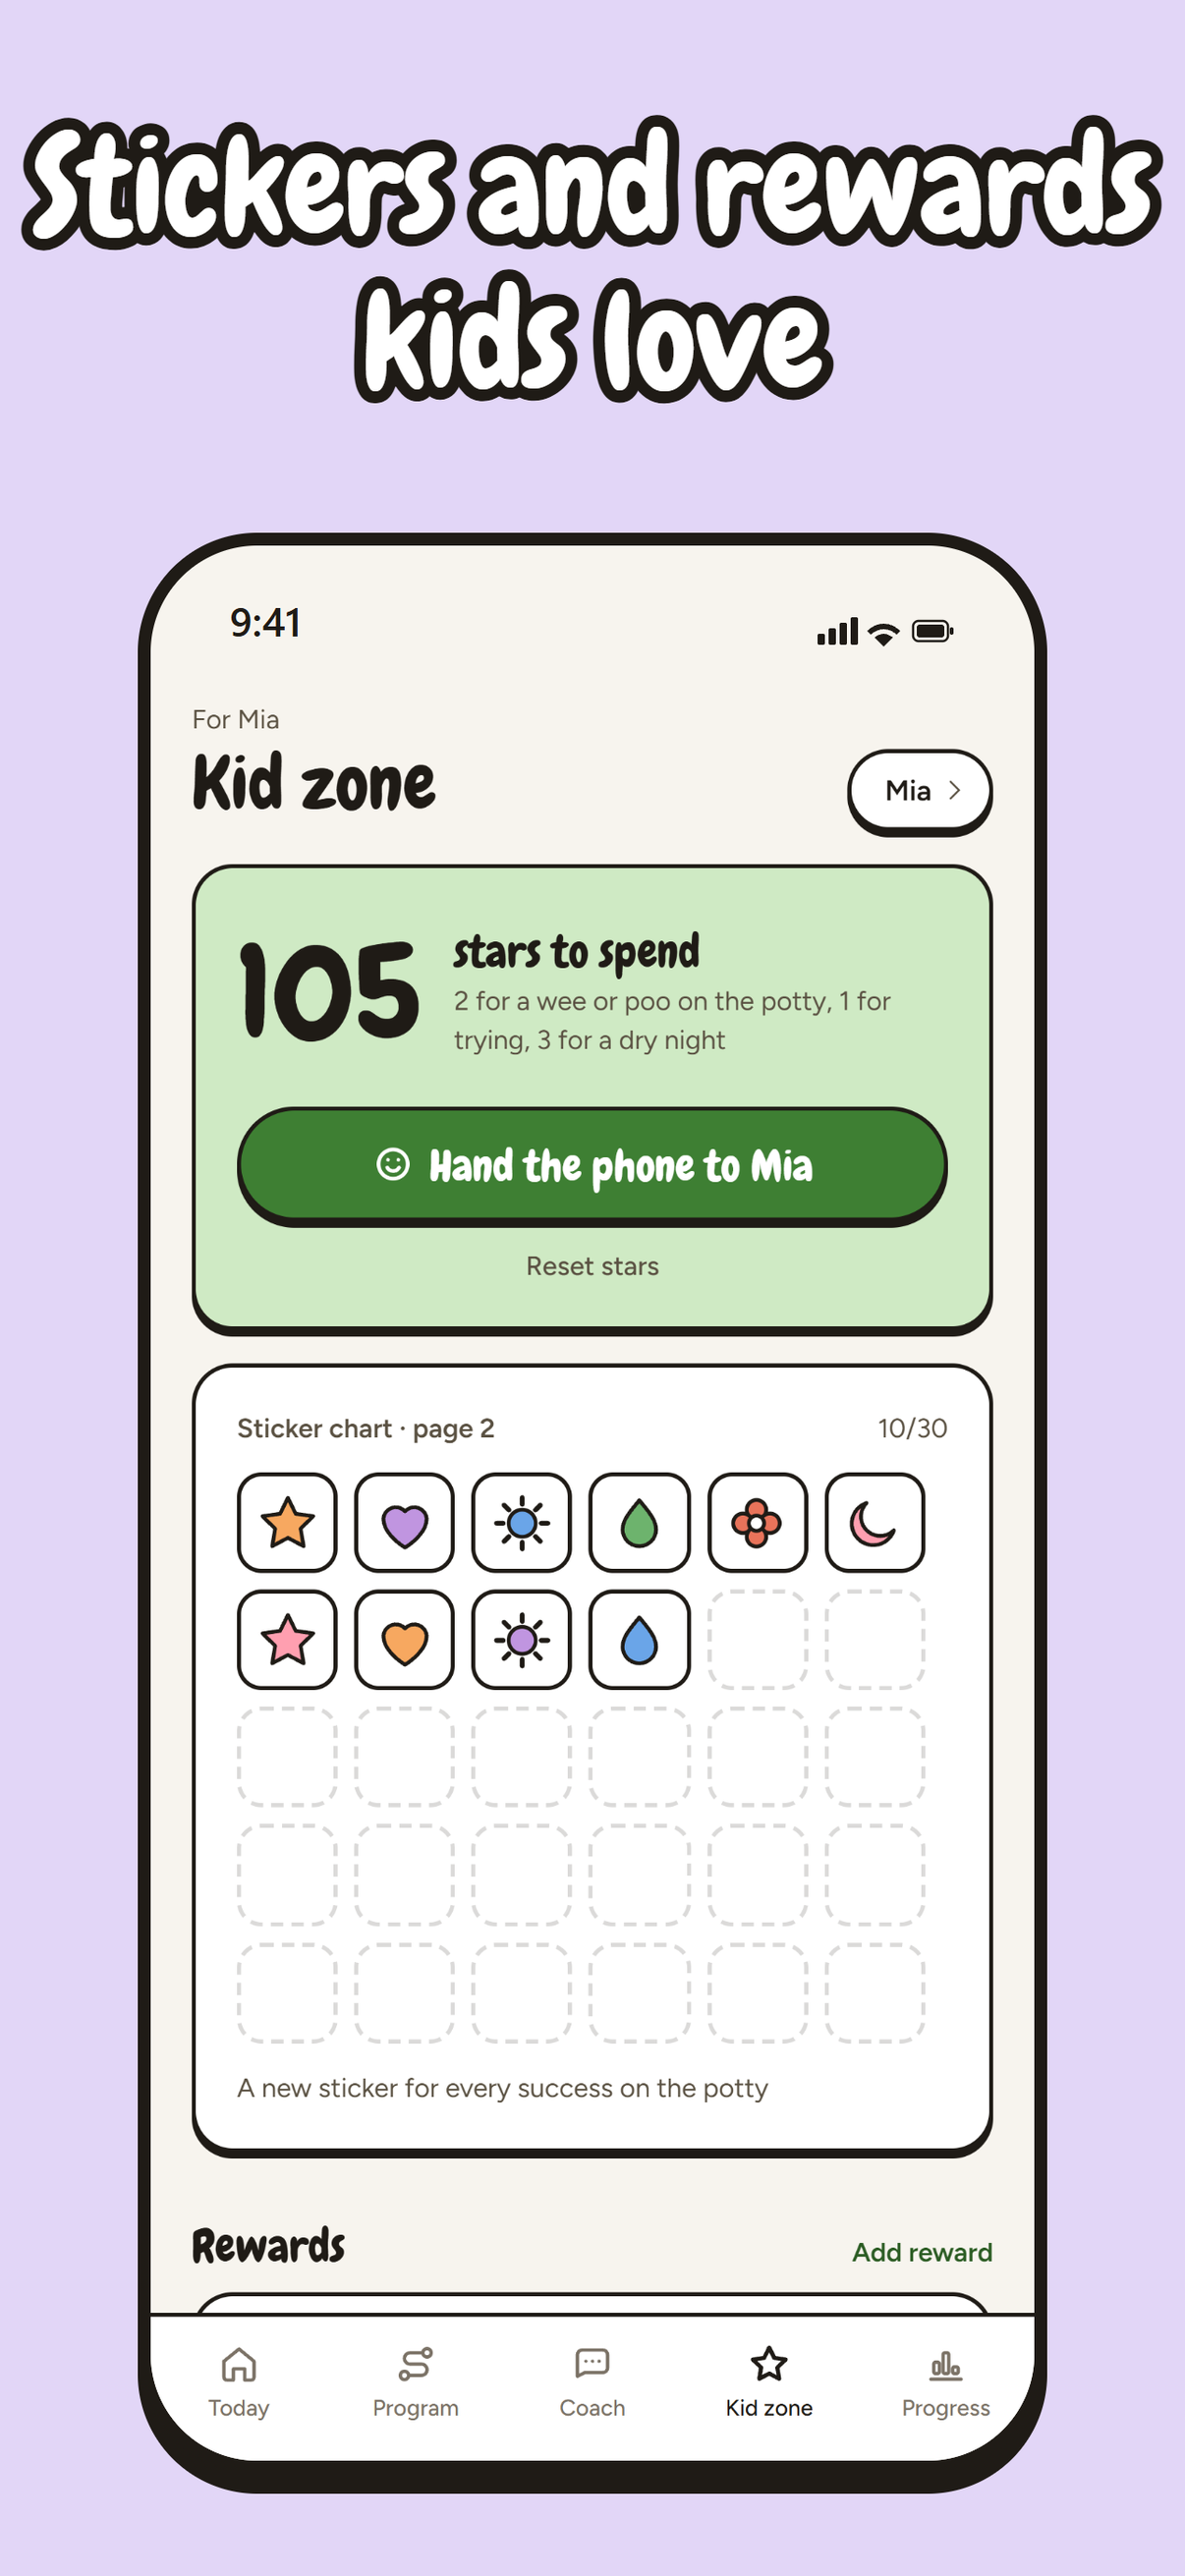 Stickers and rewards
kids love
9:41
For Mia
Kid zone
Mia
105
stars to spend
2 for a wee or poo on the potty, 1 for
trying, 3 for a dry night
Hand the phone to Mia
Reset stars
Sticker chart · page 2
10/30
A new sticker for every success on the potty
Rewards
Add reward
Today
Program
Coach
Kid zone
Progress